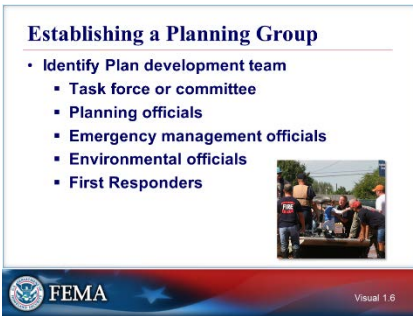 Establishing a Planning Group
• Identify Plan development team
▪ Task force or committee
▪ Planning officials
▪ Emergency management officials
▪ Environmental officials
▪ First Responders
FIRE
FEMA
Visual 1.6